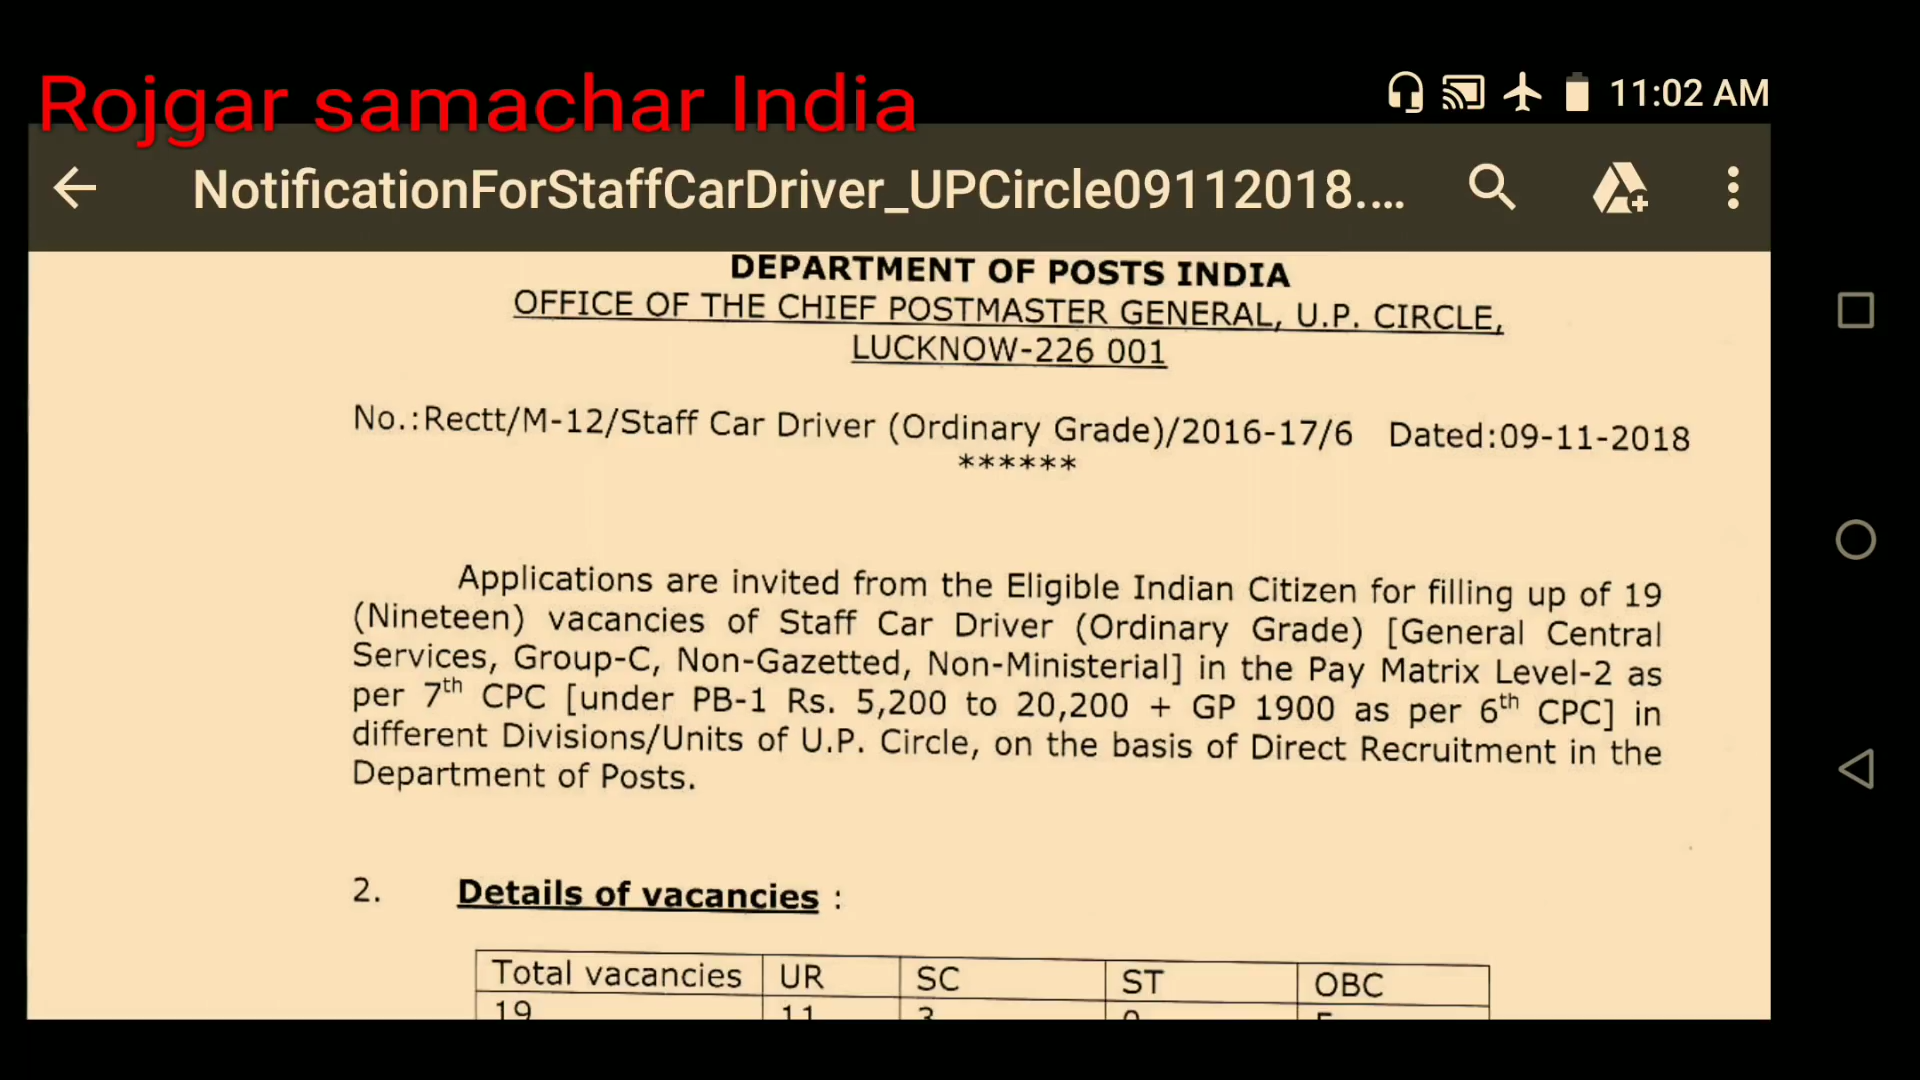 Rojgar samachar India
11:02 AM
NotificationForStaffCarDriver_UPCircle09112018....
DEPARTMENT OF POSTS INDIA
OFFICE OF THE CHIEF POSTMASTER GENERAL, U.P. CIRCLE,
LUCKNOW-226 001
No.:Rectt/M-12/Staff Car Driver (Ordinary Grade)/2016-17/6 Dated:09-11-2018
******
Applications are invited from the Eligible Indian Citizen for filling up of 19
(Nineteen) vacancies of Staff Car Driver (Ordinary Grade) [General Central
Services, Group-C, Non-Gazetted, Non-Ministerial] in the Pay Matrix Level-2 as
per 7th CPC [under PB-1 Rs. 5,200 to 20,200 + GP 1900 as per 6th CPC] in
different Divisions/Units of U.P. Circle, on the basis of Direct Recruitment in the
Department of Posts.
2. Details of vacancies :
Total vacancies UR SC ST OBC
19 11 3